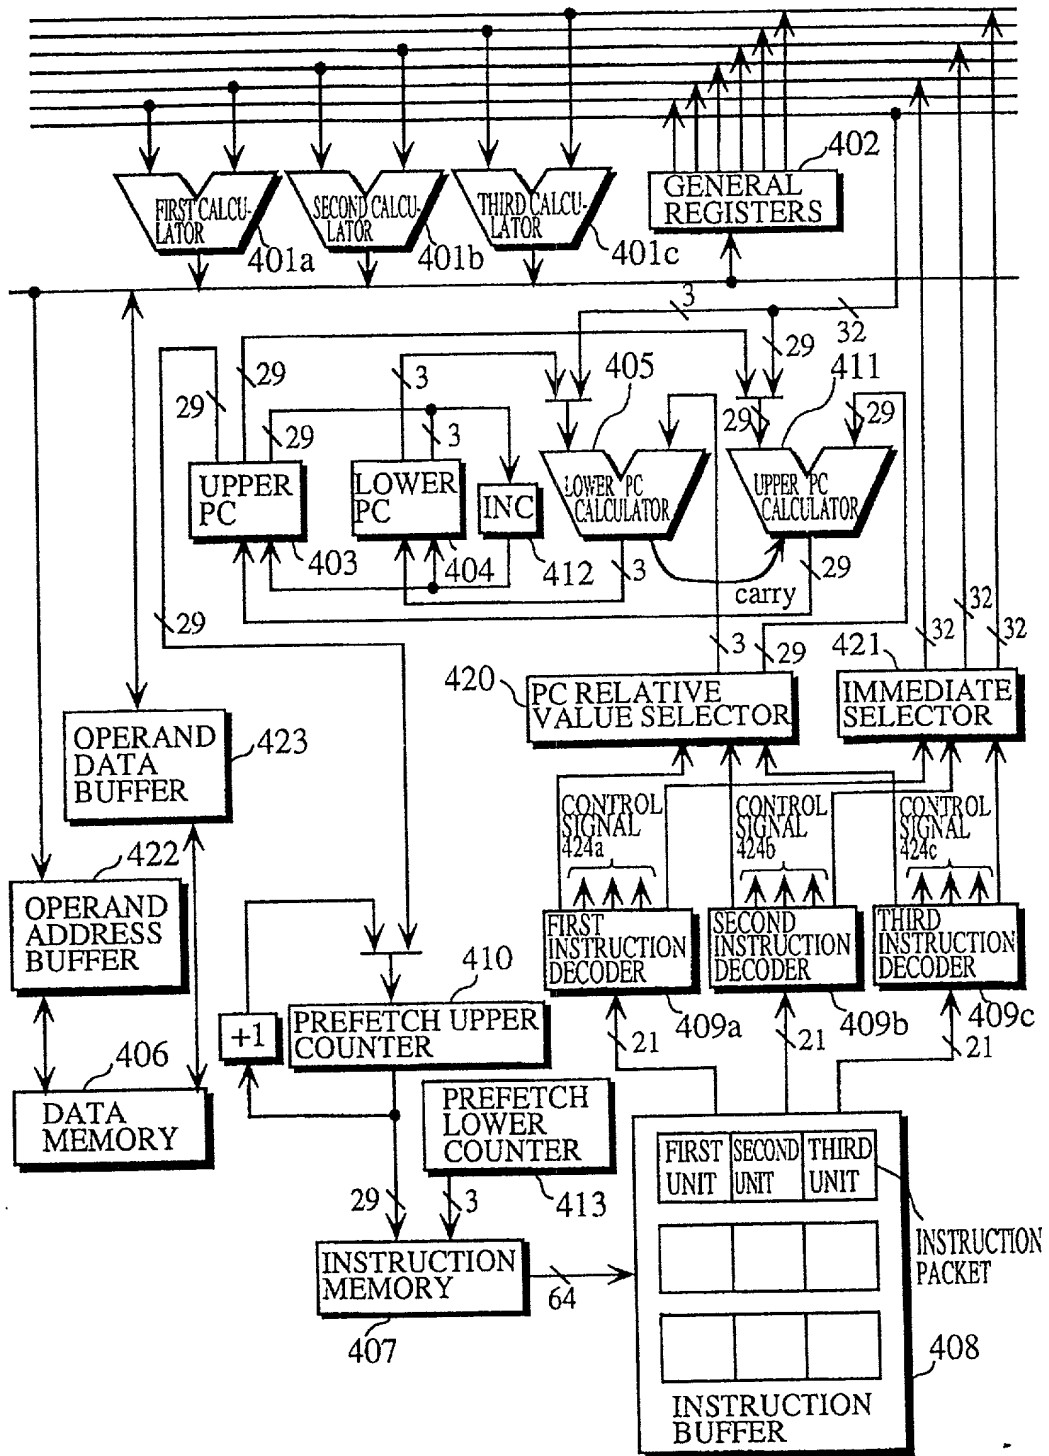 402
FIRST CALCU-
LATOR
SECOND CALCU-
LATOR
THIRD CALCU-
LATOR
GENERAL
REGISTERS
401a
401b
401c
3
32
29
405
411
29
29
3
29
3
29
29
UPPER
PC
LOWER
PC
INC
LOWER PC
CALCULATOR
UPPER PC
CALCULATOR
403
404
412
3
29
carry
29
3
29
32
32
32
420
421
PC RELATIVE
VALUE SELECTOR
IMMEDIATE
SELECTOR
OPERAND
DATA
BUFFER
423
CONTROL
SIGNAL
424a
CONTROL
SIGNAL
424b
CONTROL
SIGNAL
424c
422
OPERAND
ADDRESS
BUFFER
FIRST
INSTRUCTION
DECODER
SECOND
INSTRUCTION
DECODER
THIRD
INSTRUCTION
DECODER
409a
409b
409c
410
+1
PREFETCH UPPER
COUNTER
21
21
21
406
DATA
MEMORY
PREFETCH
LOWER
COUNTER
413
29
3
FIRST
UNIT
SECOND
UNIT
THIRD
UNIT
INSTRUCTION
PACKET
INSTRUCTION
MEMORY
64
407
408
INSTRUCTION
BUFFER